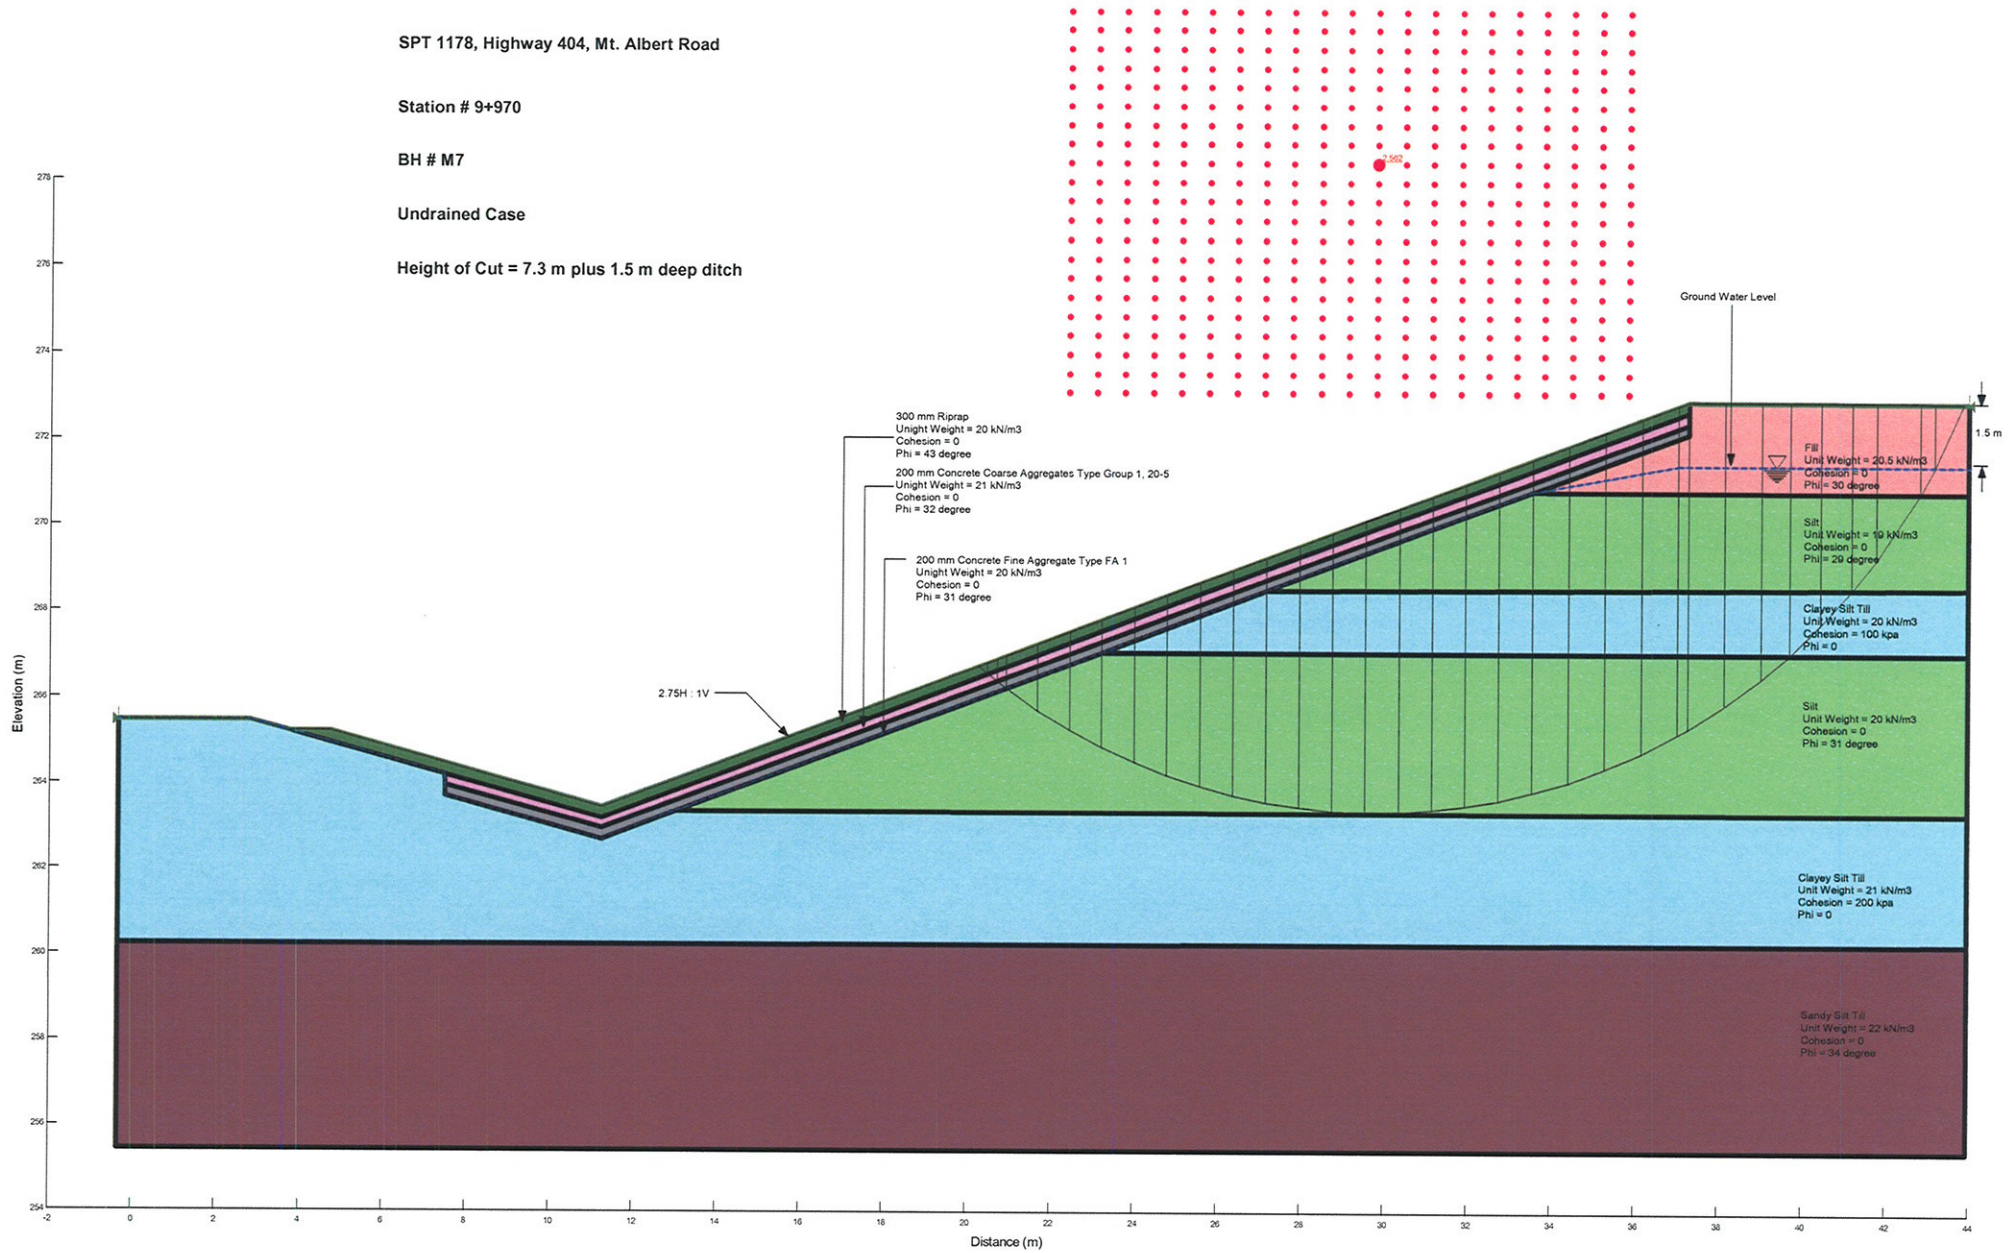 SPT 1178, Highway 404, Mt. Albert Road
Station # 9+970
BH # M7
Undrained Case
Height of Cut = 7.3 m plus 1.5 m deep ditch
2.562
278
276
274
272
270
268
266
264
262
260
258
256
254
Elevation (m)
Ground Water Level
1.5 m
300 mm Riprap
Unight Weight = 20 kN/m3
Cohesion = 0
Phi = 43 degree
200 mm Concrete Coarse Aggregates Type Group 1, 20-5
Unight Weight = 21 kN/m3
Cohesion = 0
Phi = 32 degree
200 mm Concrete Fine Aggregate Type FA 1
Unight Weight = 20 kN/m3
Cohesion = 0
Phi = 31 degree
2.75H : 1V
Fill
Unit Weight = 20.5 kN/m3
Cohesion = 0
Phi = 30 degree
Silt
Unit Weight = 19 kN/m3
Cohesion = 0
Phi = 29 degree
Clayey Silt Till
Unit Weight = 20 kN/m3
Cohesion = 100 kpa
Phi = 0
Silt
Unit Weight = 20 kN/m3
Cohesion = 0
Phi = 31 degree
Clayey Silt Till
Unit Weight = 21 kN/m3
Cohesion = 200 kpa
Phi = 0
Sandy Silt Till
Unit Weight = 22 kN/m3
Cohesion = 0
Phi = 34 degree
-2 0 2 4 6 8 10 12 14 16 18 20 22 24 26 28 30 32 34 36 38 40 42 44
Distance (m)